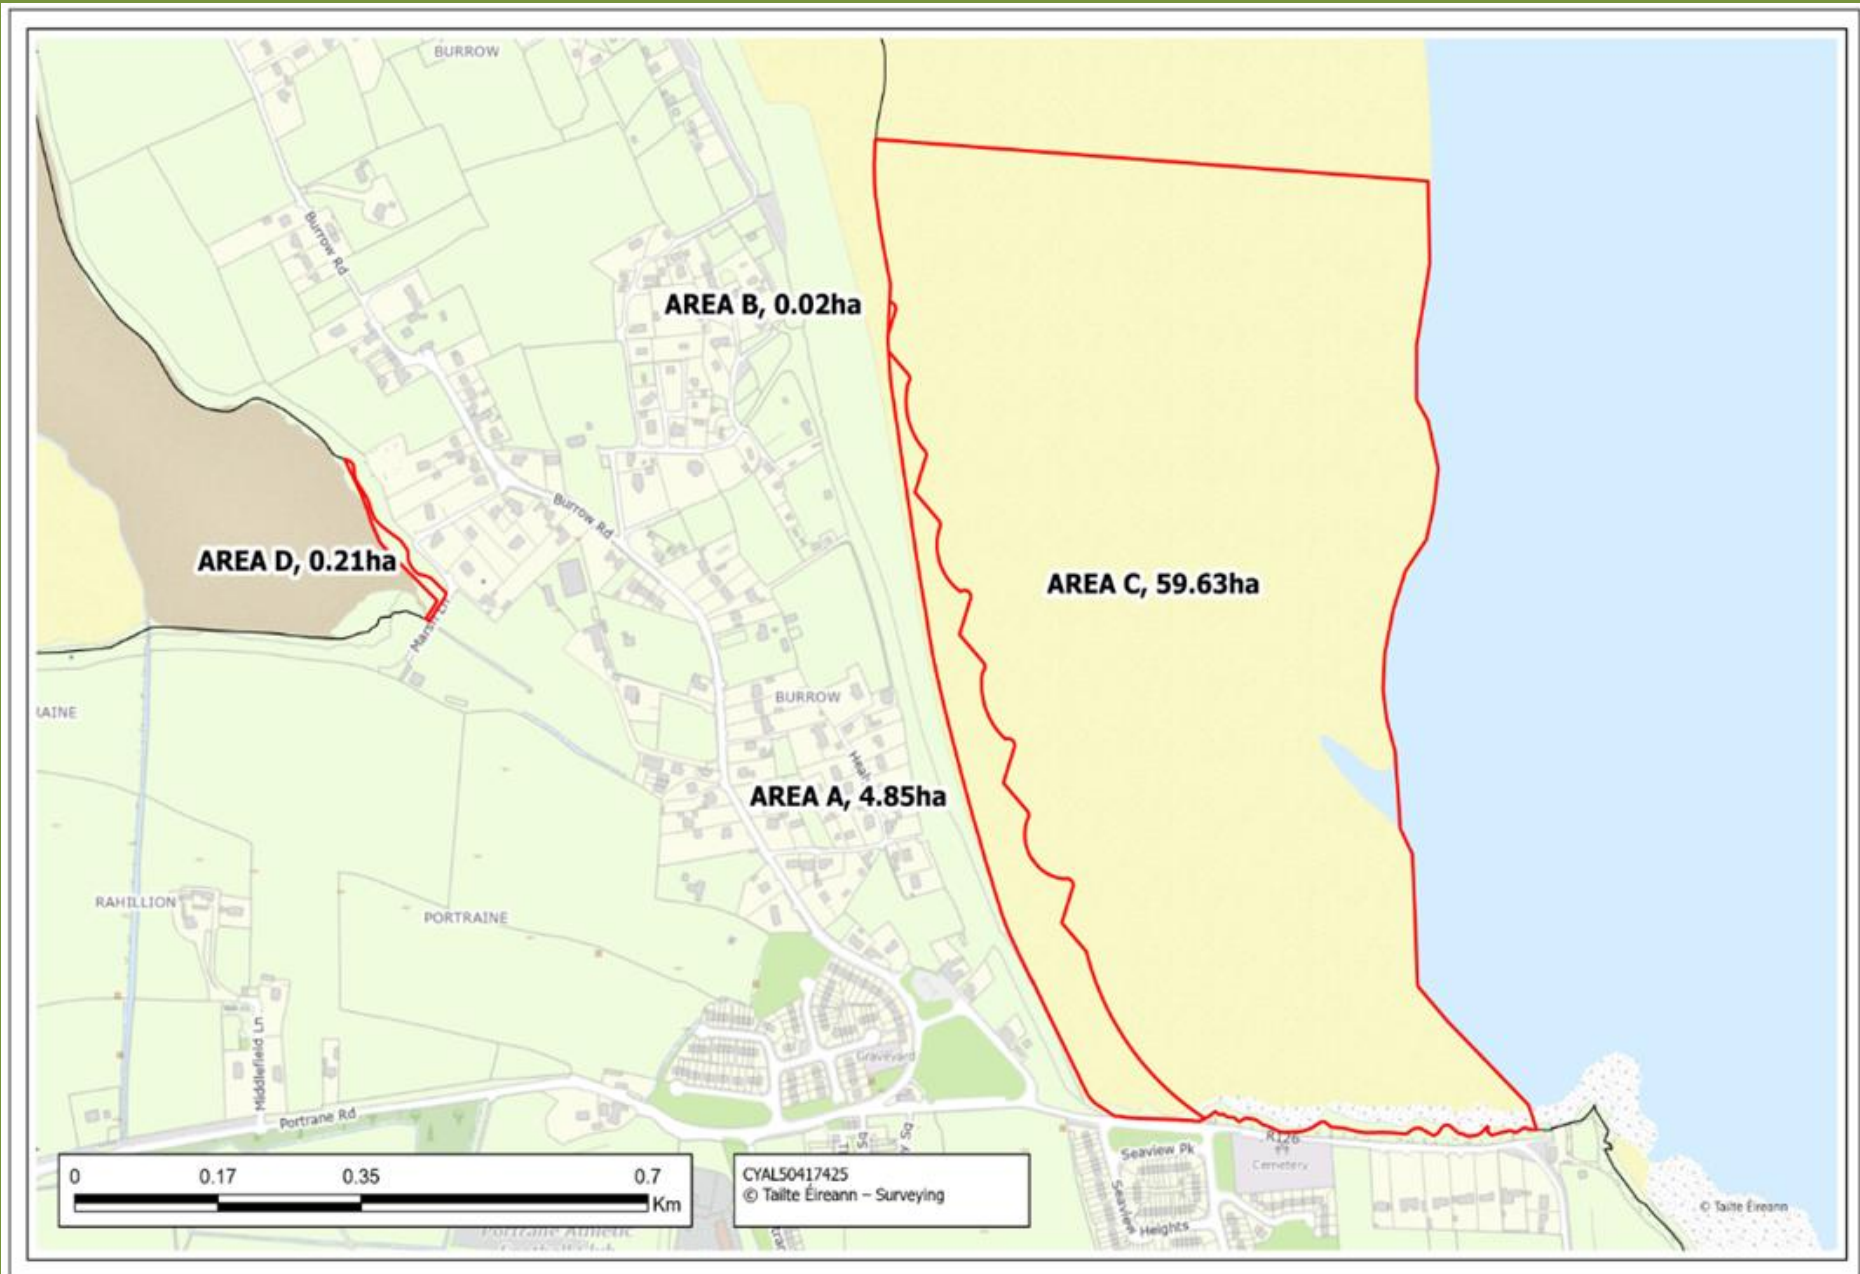 BURROW
Burrow Rd
AREA B, 0.02ha
Burrow Rd
AREA D, 0.21ha
AREA C, 59.63ha
BURROW
AREA A, 4.85ha
RAHILLION
PORTRAINE
Graveyard
Middlefield Ln
Portrane Rd
R126
Cemetery
Seaview Pk
Seaview
Heights
0 0.17 0.35 0.7
Km
CYAL50417425
© Tailte Éireann – Surveying
Portrane Athletic
© Tailte Éireann